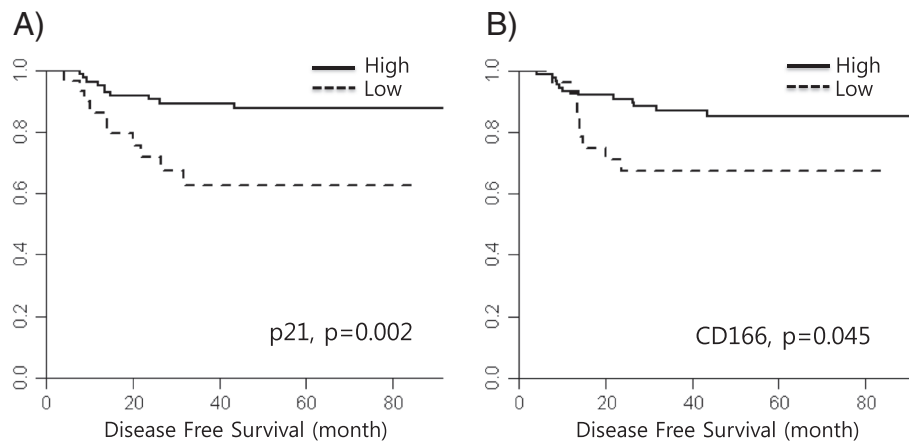 A)
High
Low
1.0
0.8
0.6
0.4
0.2
0.0
p21, p=0.002
0 20 40 60 80
Disease Free Survival (month)
B)
High
Low
1.0
0.8
0.6
0.4
0.2
0.0
CD166, p=0.045
0 20 40 60 80
Disease Free Survival (month)